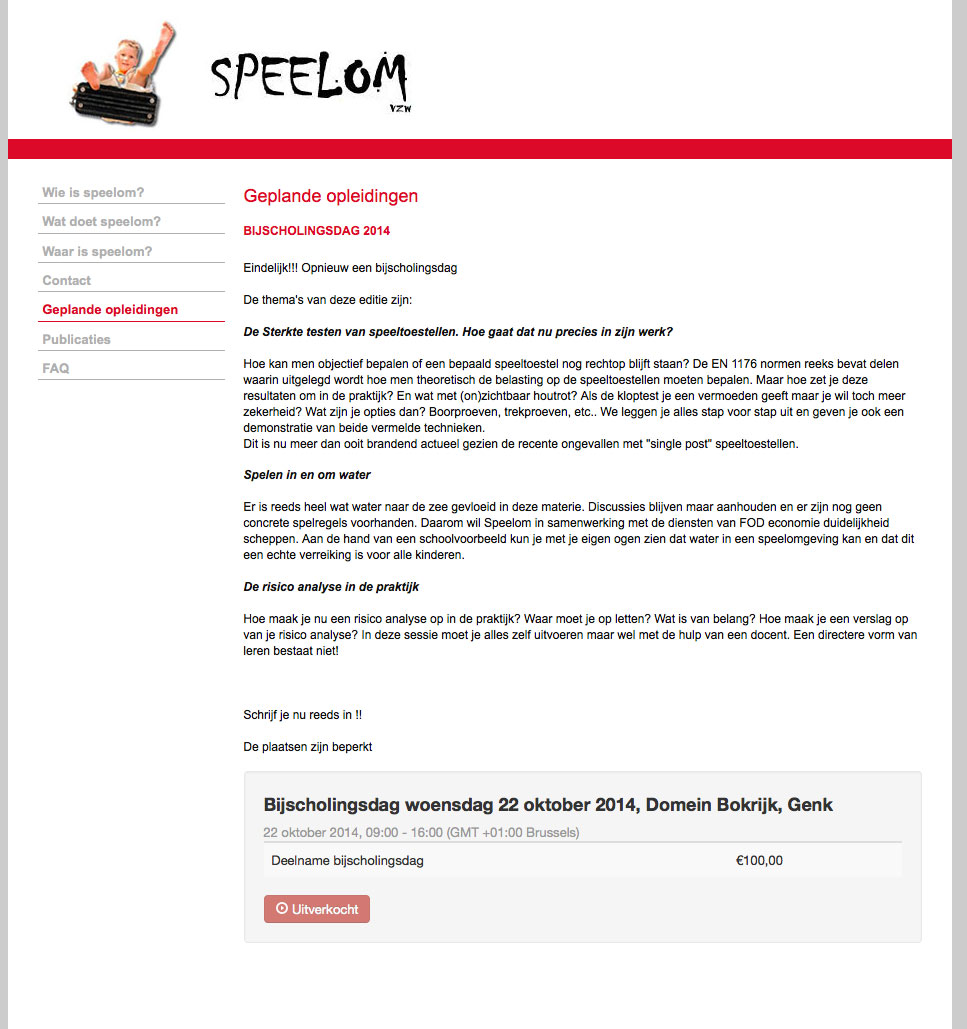 SPEELOM
VZW
Wie is speelom?
Wat doet speelom?
Waar is speelom?
Contact
Geplande opleidingen
Publicaties
FAQ
Geplande opleidingen
BIJSCHOLINGSDAG 2014
Eindelijk!!! Opnieuw een bijscholingsdag
De thema's van deze editie zijn:
De Sterkte testen van speeltoestellen. Hoe gaat dat nu precies in zijn werk?
Hoe kan men objectief bepalen of een bepaald speeltoestel nog rechtop blijft staan? De EN 1176 normen reeks bevat delen
waarin uitgelegd wordt hoe men theoretisch de belasting op de speeltoestellen moeten bepalen. Maar hoe zet je deze
resultaten om in de praktijk? En wat met (on)zichtbaar houtrot? Als de kloptest je een vermoeden geeft maar je wil toch meer
zekerheid? Wat zijn je opties dan? Boorproeven, trekproeven, etc.. We leggen je alles stap voor stap uit en geven je ook een
demonstratie van beide vermelde technieken.
Dit is nu meer dan ooit brandend actueel gezien de recente ongevallen met "single post" speeltoestellen.
Spelen in en om water
Er is reeds heel wat water naar de zee gevloeid in deze materie. Discussies blijven maar aanhouden en er zijn nog geen
concrete spelregels voorhanden. Daarom wil Speelom in samenwerking met de diensten van FOD economie duidelijkheid
scheppen. Aan de hand van een schoolvoorbeeld kun je met je eigen ogen zien dat water in een speelomgeving kan en dat dit
een echte verreiking is voor alle kinderen.
De risico analyse in de praktijk
Hoe maak je nu een risico analyse op in de praktijk? Waar moet je op letten? Wat is van belang? Hoe maak je een verslag op
van je risico analyse? In deze sessie moet je alles zelf uitvoeren maar wel met de hulp van een docent. Een directere vorm van
leren bestaat niet!
Schrijf je nu reeds in !!
De plaatsen zijn beperkt
Bijscholingsdag woensdag 22 oktober 2014, Domein Bokrijk, Genk
22 oktober 2014, 09:00 - 16:00 (GMT +01:00 Brussels)
Deelname bijscholingsdag €100,00
Uitverkocht